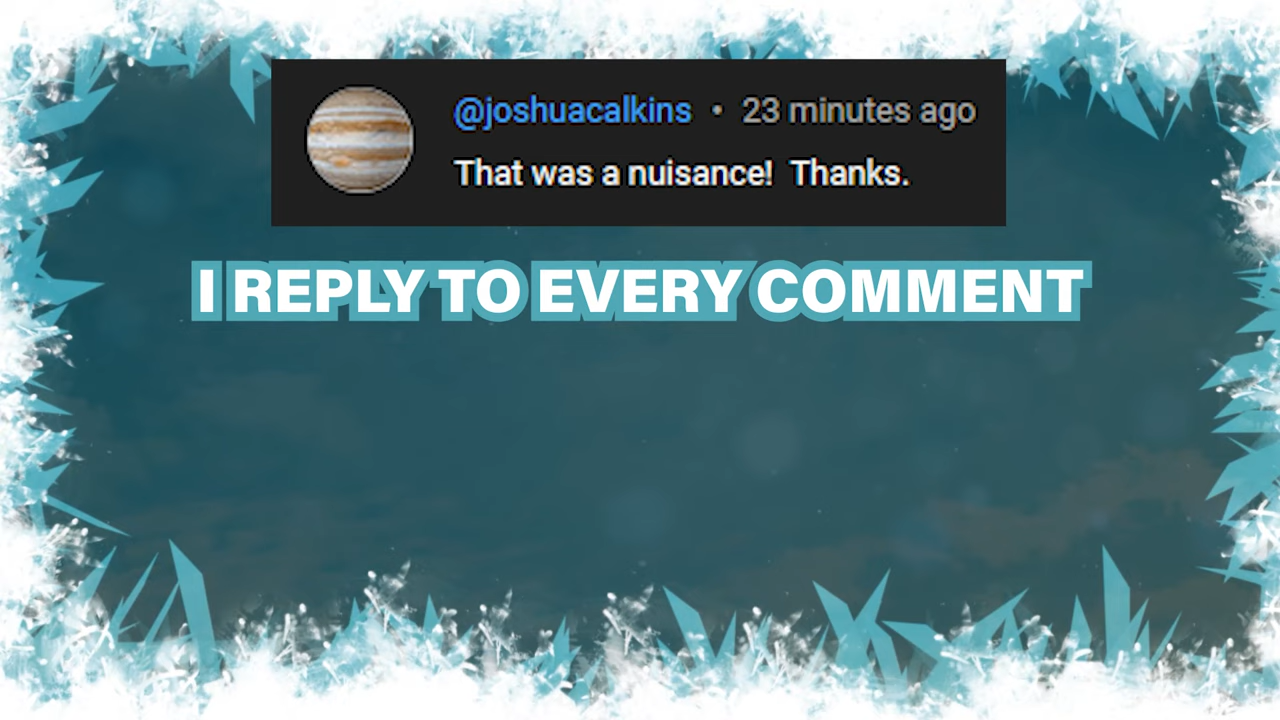 @joshuacalkins • 23 minutes ago
That was a nuisance!  Thanks.
I REPLY TO EVERY COMMENT